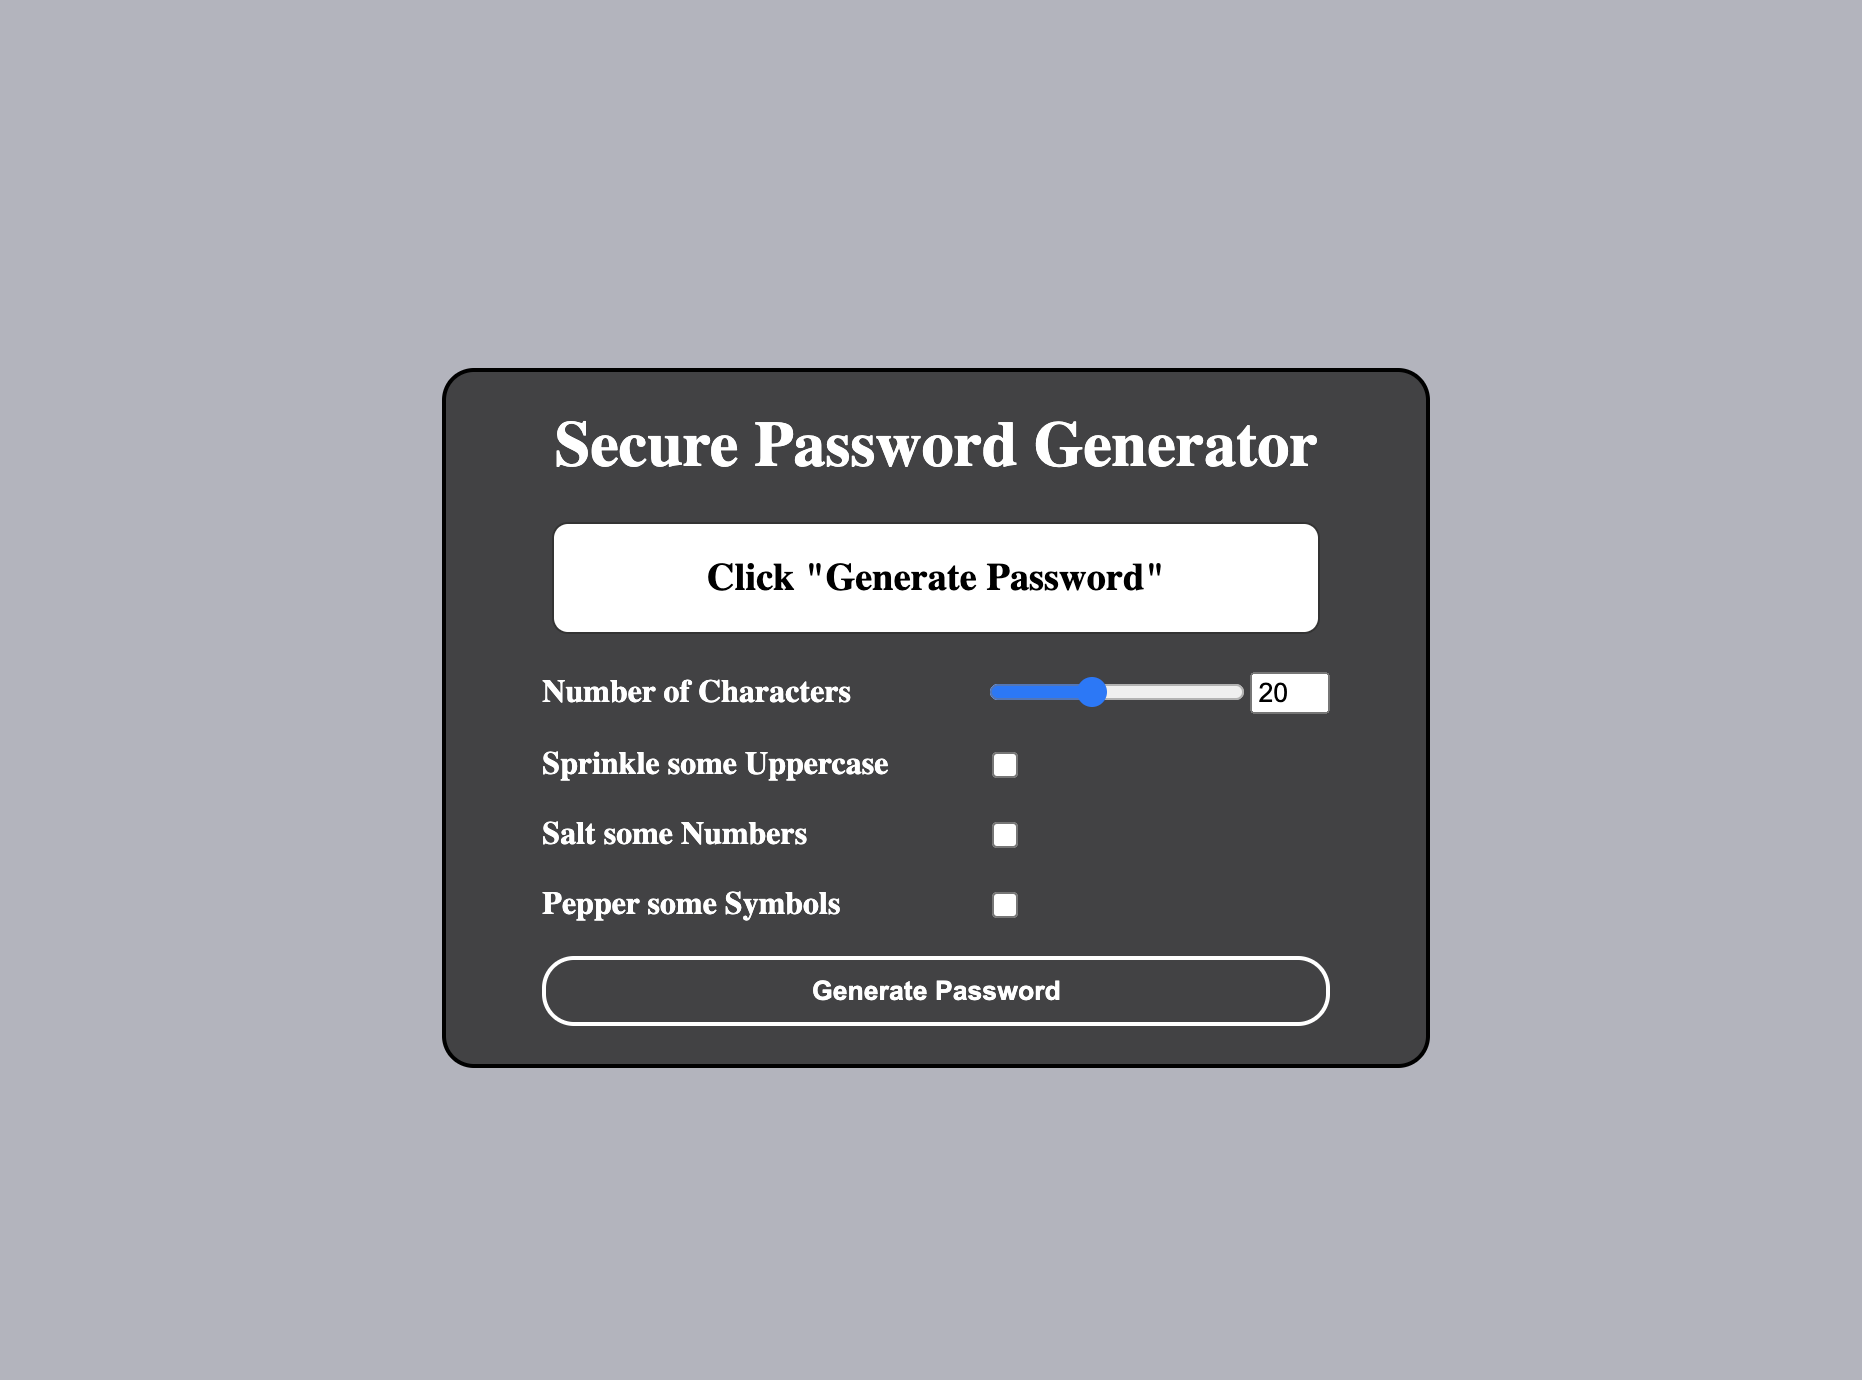 Secure Password Generator
Click "Generate Password"
Number of Characters 20
Sprinkle some Uppercase
Salt some Numbers
Pepper some Symbols
Generate Password